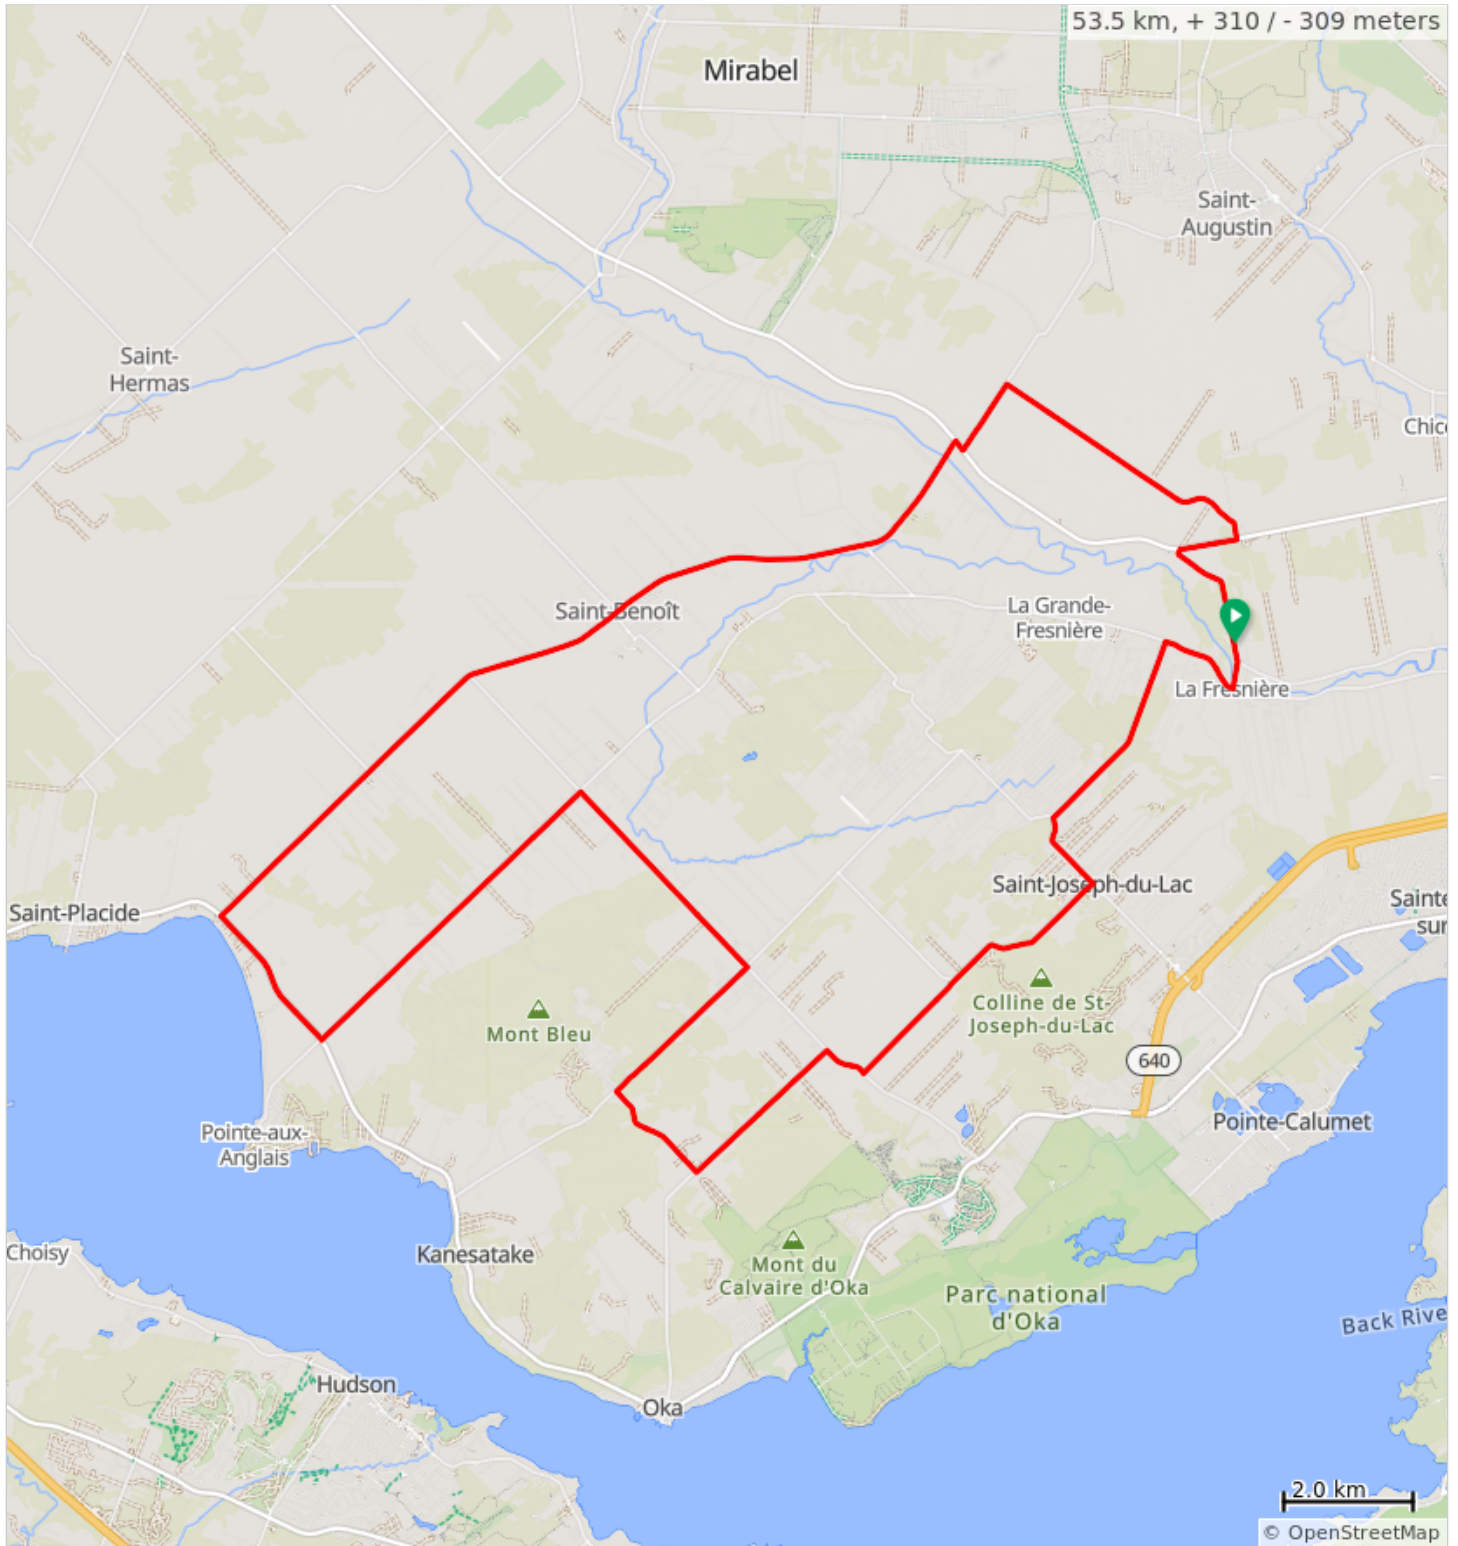 53.5 km, + 310 / - 309 meters
Mirabel
Saint-
Augustin
Saint-
Hermas
Chic
Saint-Benoît
La Grande-
Fresnière
La Fresnière
Saint-Joseph-du-Lac
Sainte
sur
Saint-Placide
Colline de St-
Joseph-du-Lac
Mont Bleu
640
Pointe-Calumet
Pointe-aux-
Anglais
Choisy
Kanesatake
Mont du
Calvaire d'Oka
Parc national
d'Oka
Back Rive
Hudson
Oka
2.0 km
© OpenStreetMap